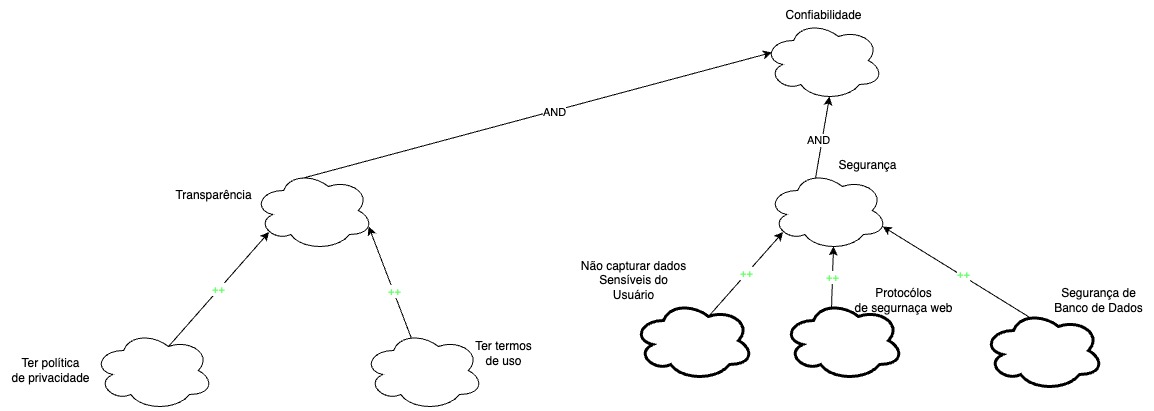 Confiabilidade
AND
AND
Transparência
Segurança
++
++
++
++
++
Não capturar dados
Sensíveis do
Usuário
Protocólos
de segurnaça web
Segurança de
Banco de Dados
Ter política
de privacidade
Ter termos
de uso